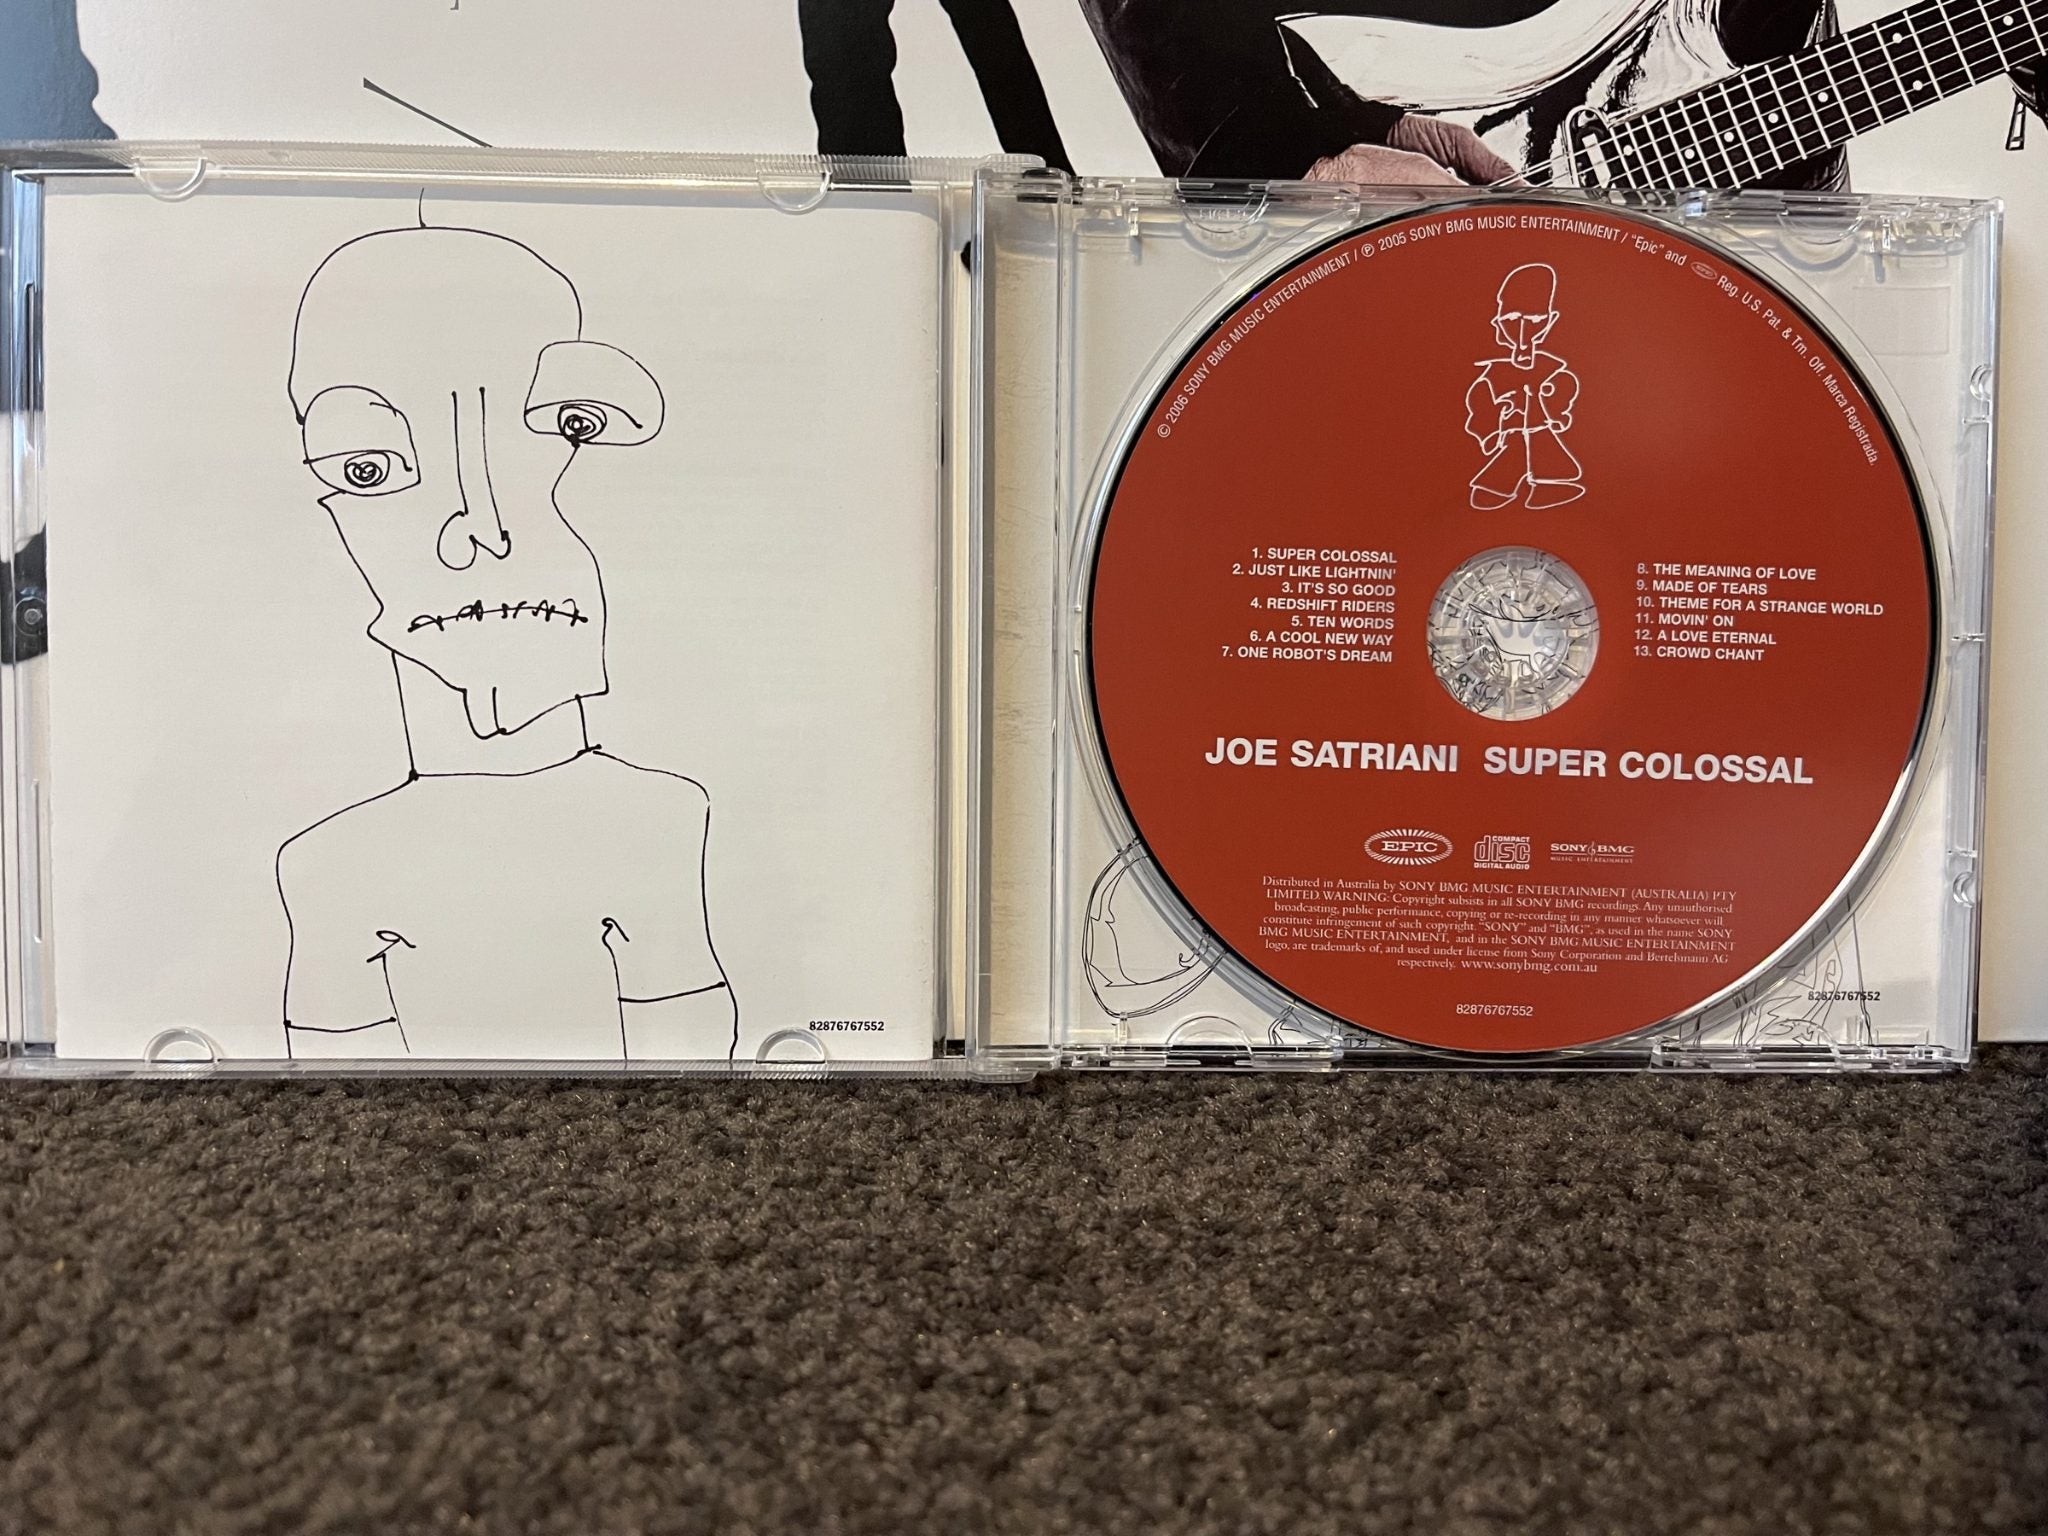 82876767552
© 2006 SONY BMG MUSIC ENTERTAINMENT / ℗ 2005 SONY BMG MUSIC ENTERTAINMENT / "Epic" and EPIC Reg. U.S. Pat. & Tm. Off. Marca Registrada.
1. SUPER COLOSSAL
2. JUST LIKE LIGHTNIN'
3. IT'S SO GOOD
4. REDSHIFT RIDERS
5. TEN WORDS
6. A COOL NEW WAY
7. ONE ROBOT'S DREAM
8. THE MEANING OF LOVE
9. MADE OF TEARS
10. THEME FOR A STRANGE WORLD
11. MOVIN' ON
12. A LOVE ETERNAL
13. CROWD CHANT
JOE SATRIANI SUPER COLOSSAL
EPIC
COMPACT
disc
DIGITAL AUDIO
SONY BMG
MUSIC ENTERTAINMENT
Distributed in Australia by SONY BMG MUSIC ENTERTAINMENT (AUSTRALIA) PTY
LIMITED. WARNING: Copyright subsists in all SONY BMG recordings. Any unauthorised
broadcasting, public performance, copying or re-recording in any manner whatsoever will
constitute infringement of such copyright. "SONY" and "BMG", as used in the name SONY
BMG MUSIC ENTERTAINMENT, and in the SONY BMG MUSIC ENTERTAINMENT
logo, are trademarks of, and used under license from Sony Corporation and Bertelsmann AG
respectively. www.sonybmg.com.au
82876767552
82876767552